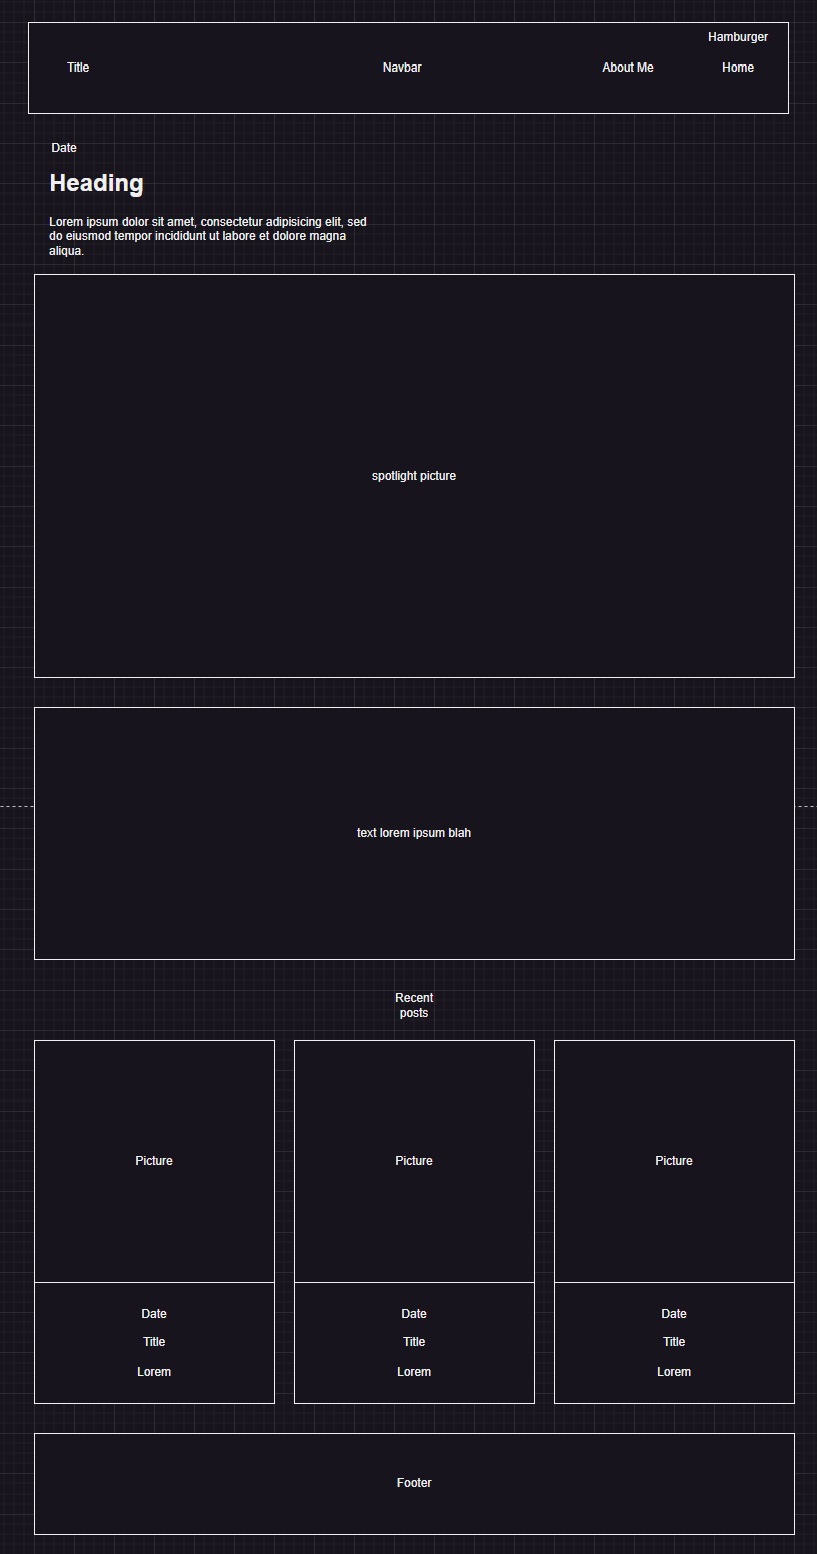 Hamburger
Title
Navbar
About Me
Home
Date
Heading
Lorem ipsum dolor sit amet, consectetur adipisicing elit, sed
do eiusmod tempor incididunt ut labore et dolore magna
aliqua.
spotlight picture
text lorem ipsum blah
Recent
posts
Picture
Picture
Picture
Date
Title
Lorem
Date
Title
Lorem
Date
Title
Lorem
Footer